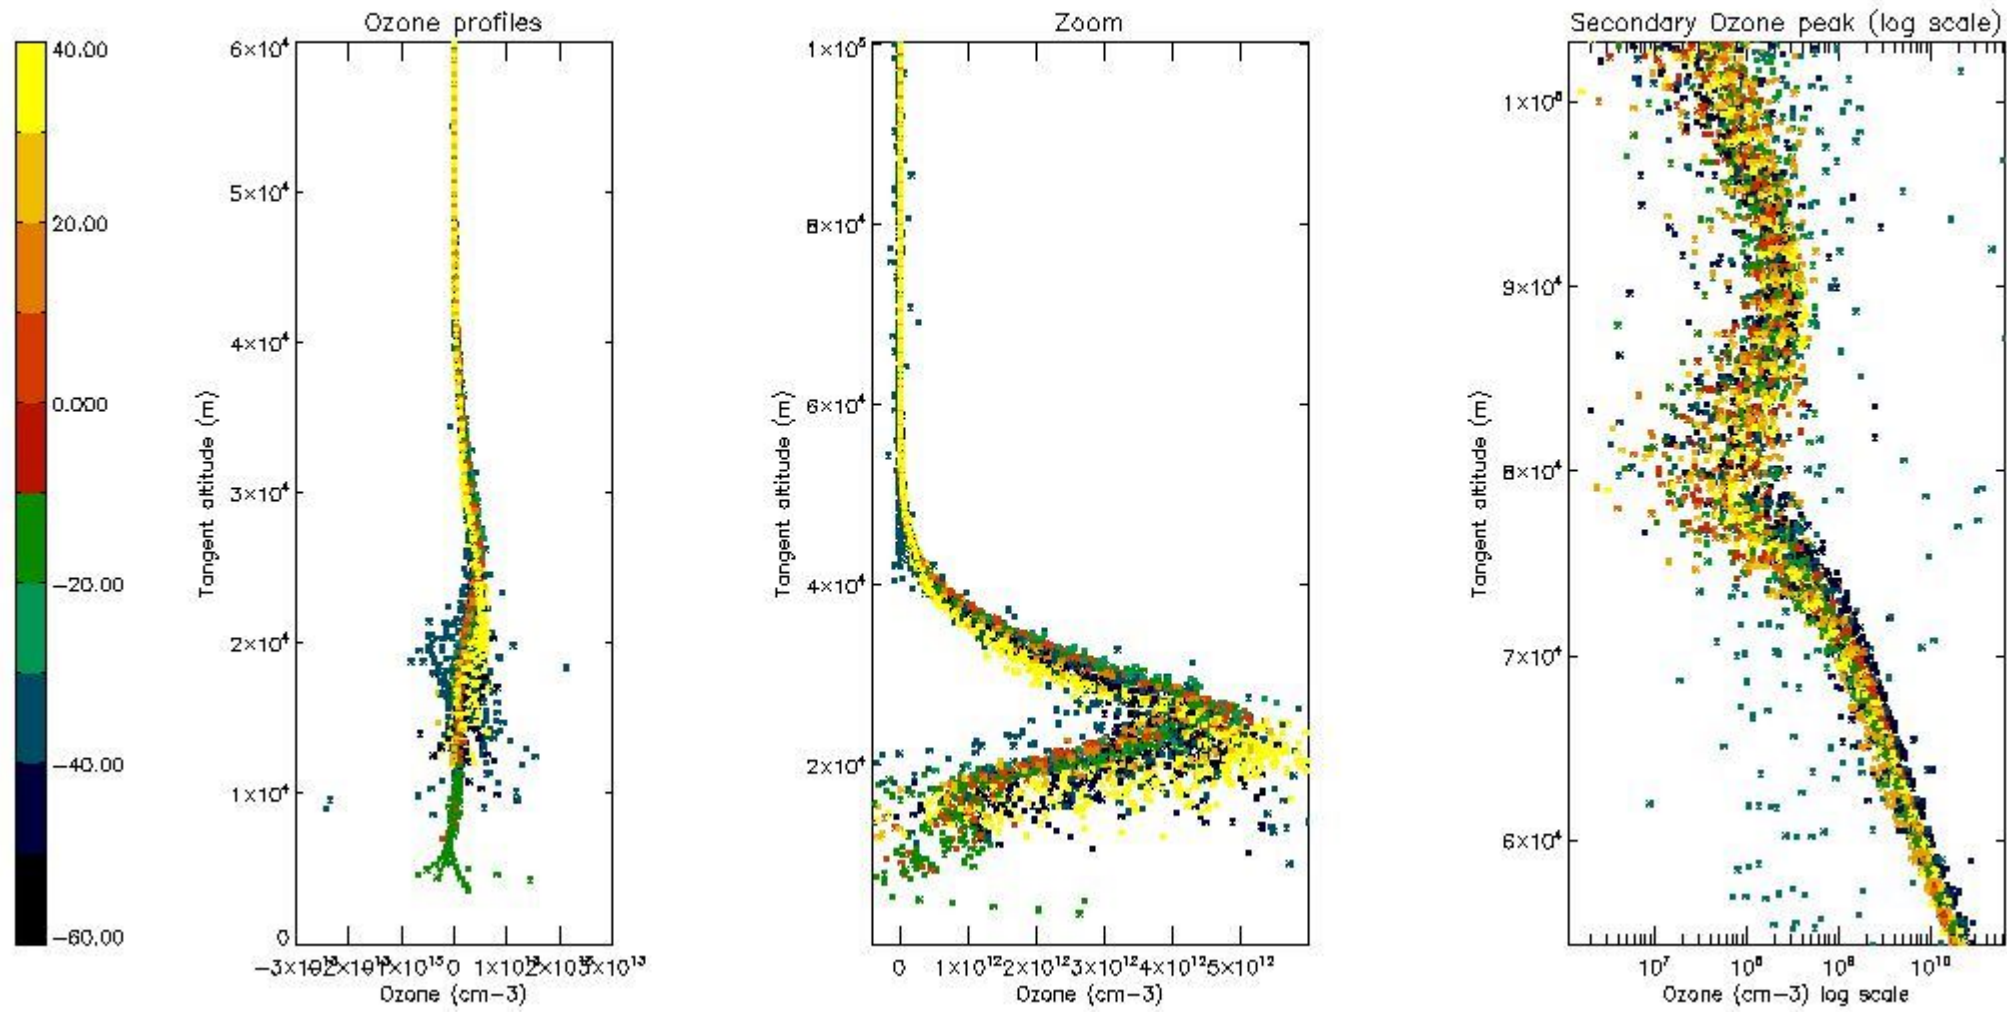 Ozone profiles
Zoom
Secondary Ozone peak (log scale)
40.00
20.00
0.000
−20.00
−40.00
−60.00
6×10⁴
5×10⁴
4×10⁴
3×10⁴
2×10⁴
1×10⁴
0
Tangent altitude (m)
0
Ozone (cm−3)
1×10⁵
8×10⁴
6×10⁴
4×10⁴
2×10⁴
Tangent altitude (m)
0 1×10¹² 2×10¹² 3×10¹² 4×10¹² 5×10¹²
Ozone (cm−3)
9×10⁴
8×10⁴
7×10⁴
6×10⁴
Tangent altitude (m)
10⁷ 10⁸ 10⁹ 10¹⁰
Ozone (cm−3) log scale